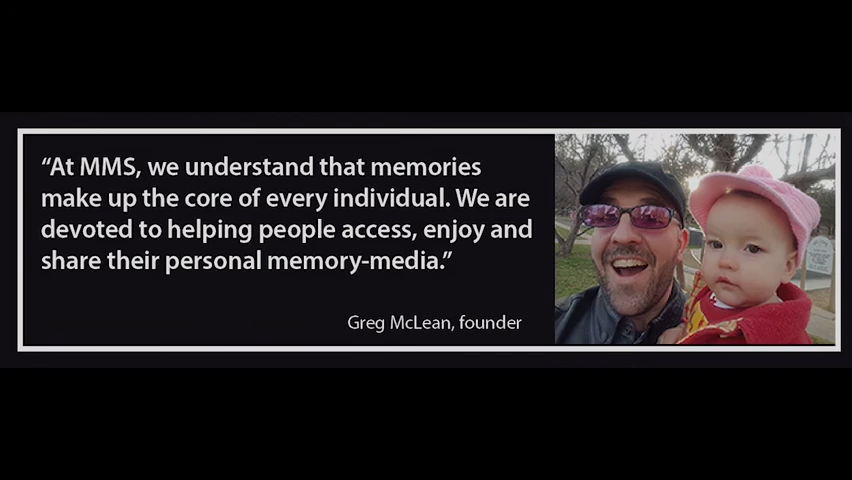 “At MMS, we understand that memories
make up the core of every individual. We are
devoted to helping people access, enjoy and
share their personal memory-media.”
Greg McLean, founder